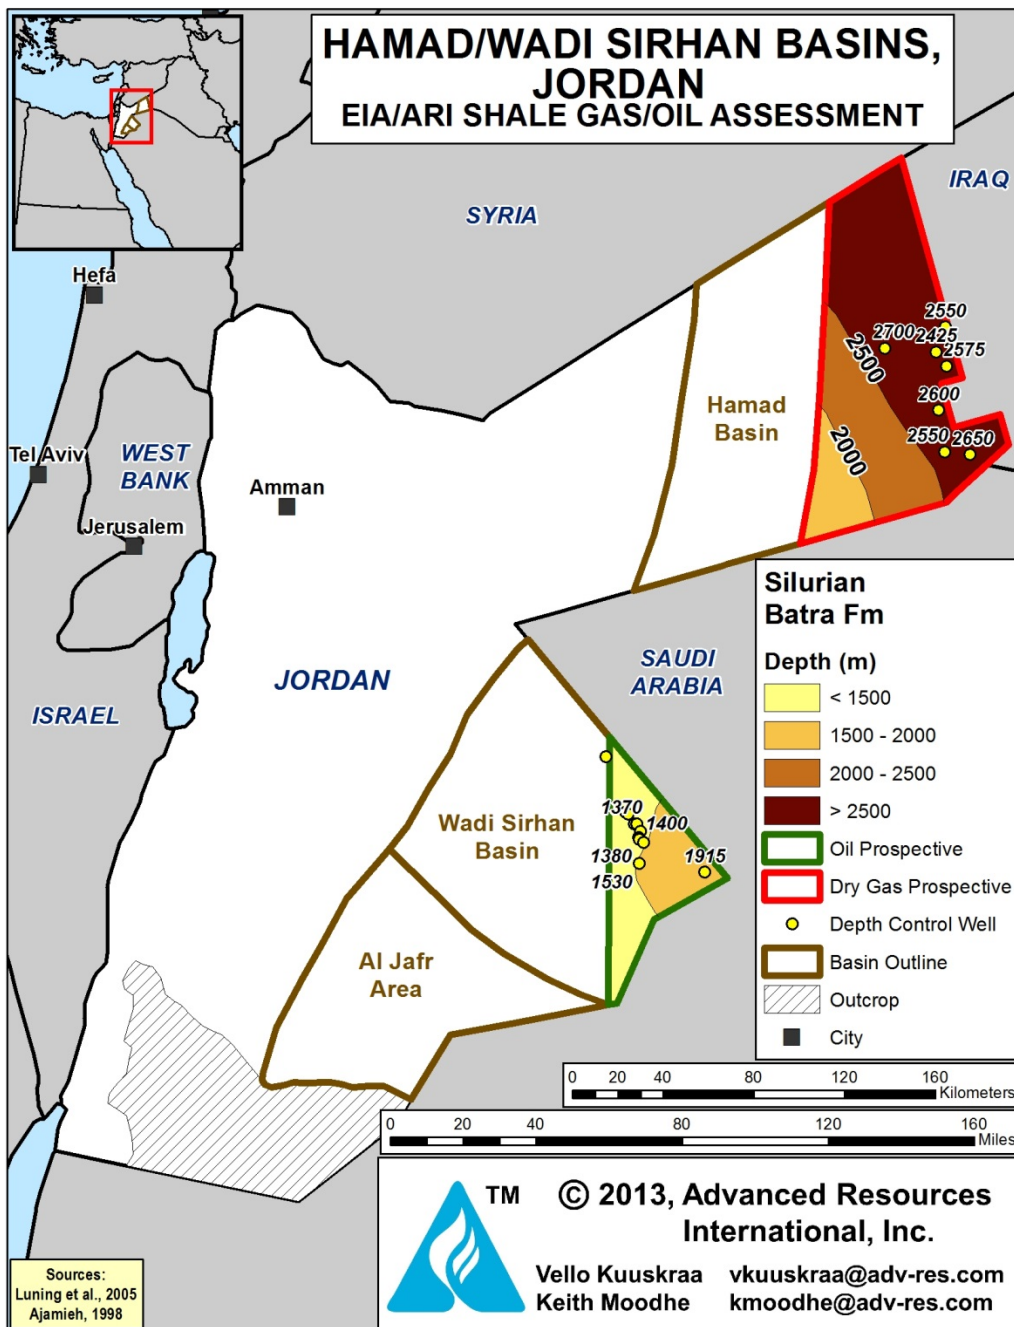 HAMAD/WADI SIRHAN BASINS,
JORDAN
EIA/ARI SHALE GAS/OIL ASSESSMENT
IRAQ
SYRIA
Hefa
2550
2700
2425
2575
2500
Hamad
Basin
2600
2000
2550
2650
WEST
BANK
Tel Aviv
Amman
Jerusalem
Silurian
Batra Fm
Depth (m)
< 1500
1500 - 2000
2000 - 2500
> 2500
Oil Prospective
Dry Gas Prospective
Depth Control Well
Basin Outline
Outcrop
City
SAUDI
ARABIA
JORDAN
ISRAEL
1370
1400
Wadi Sirhan
Basin
1380
1530
1915
Al Jafr
Area
0 20 40 80 120 160
Kilometers
0 20 40 80 120 160
Miles
TM
© 2013, Advanced Resources
International, Inc.
Vello Kuuskraa vkuuskraa@adv-res.com
Keith Moodhe kmoodhe@adv-res.com
Sources:
Luning et al., 2005
Ajamieh, 1998